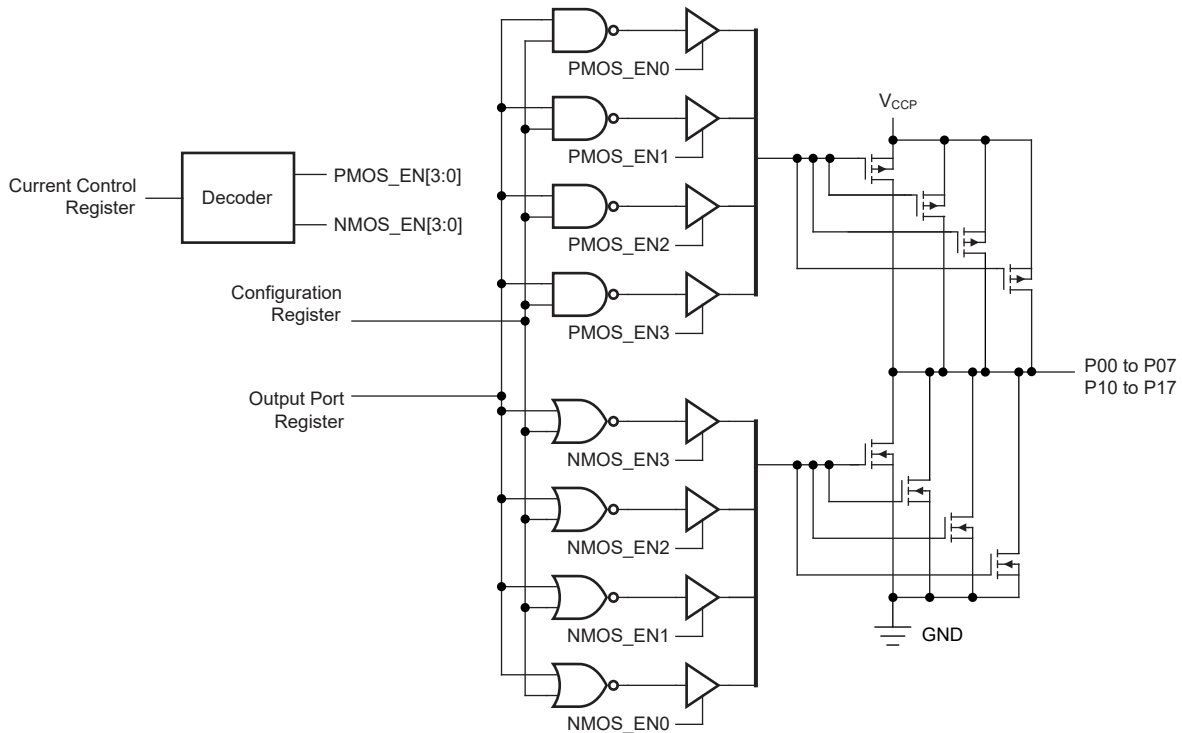 PMOS_EN0
PMOS_EN1
PMOS_EN2
PMOS_EN3
Current Control
Register
Decoder
PMOS_EN[3:0]
NMOS_EN[3:0]
Configuration
Register
Output Port
Register
NMOS_EN3
NMOS_EN2
NMOS_EN1
NMOS_EN0
VCCP
P00 to P07
P10 to P17
GND